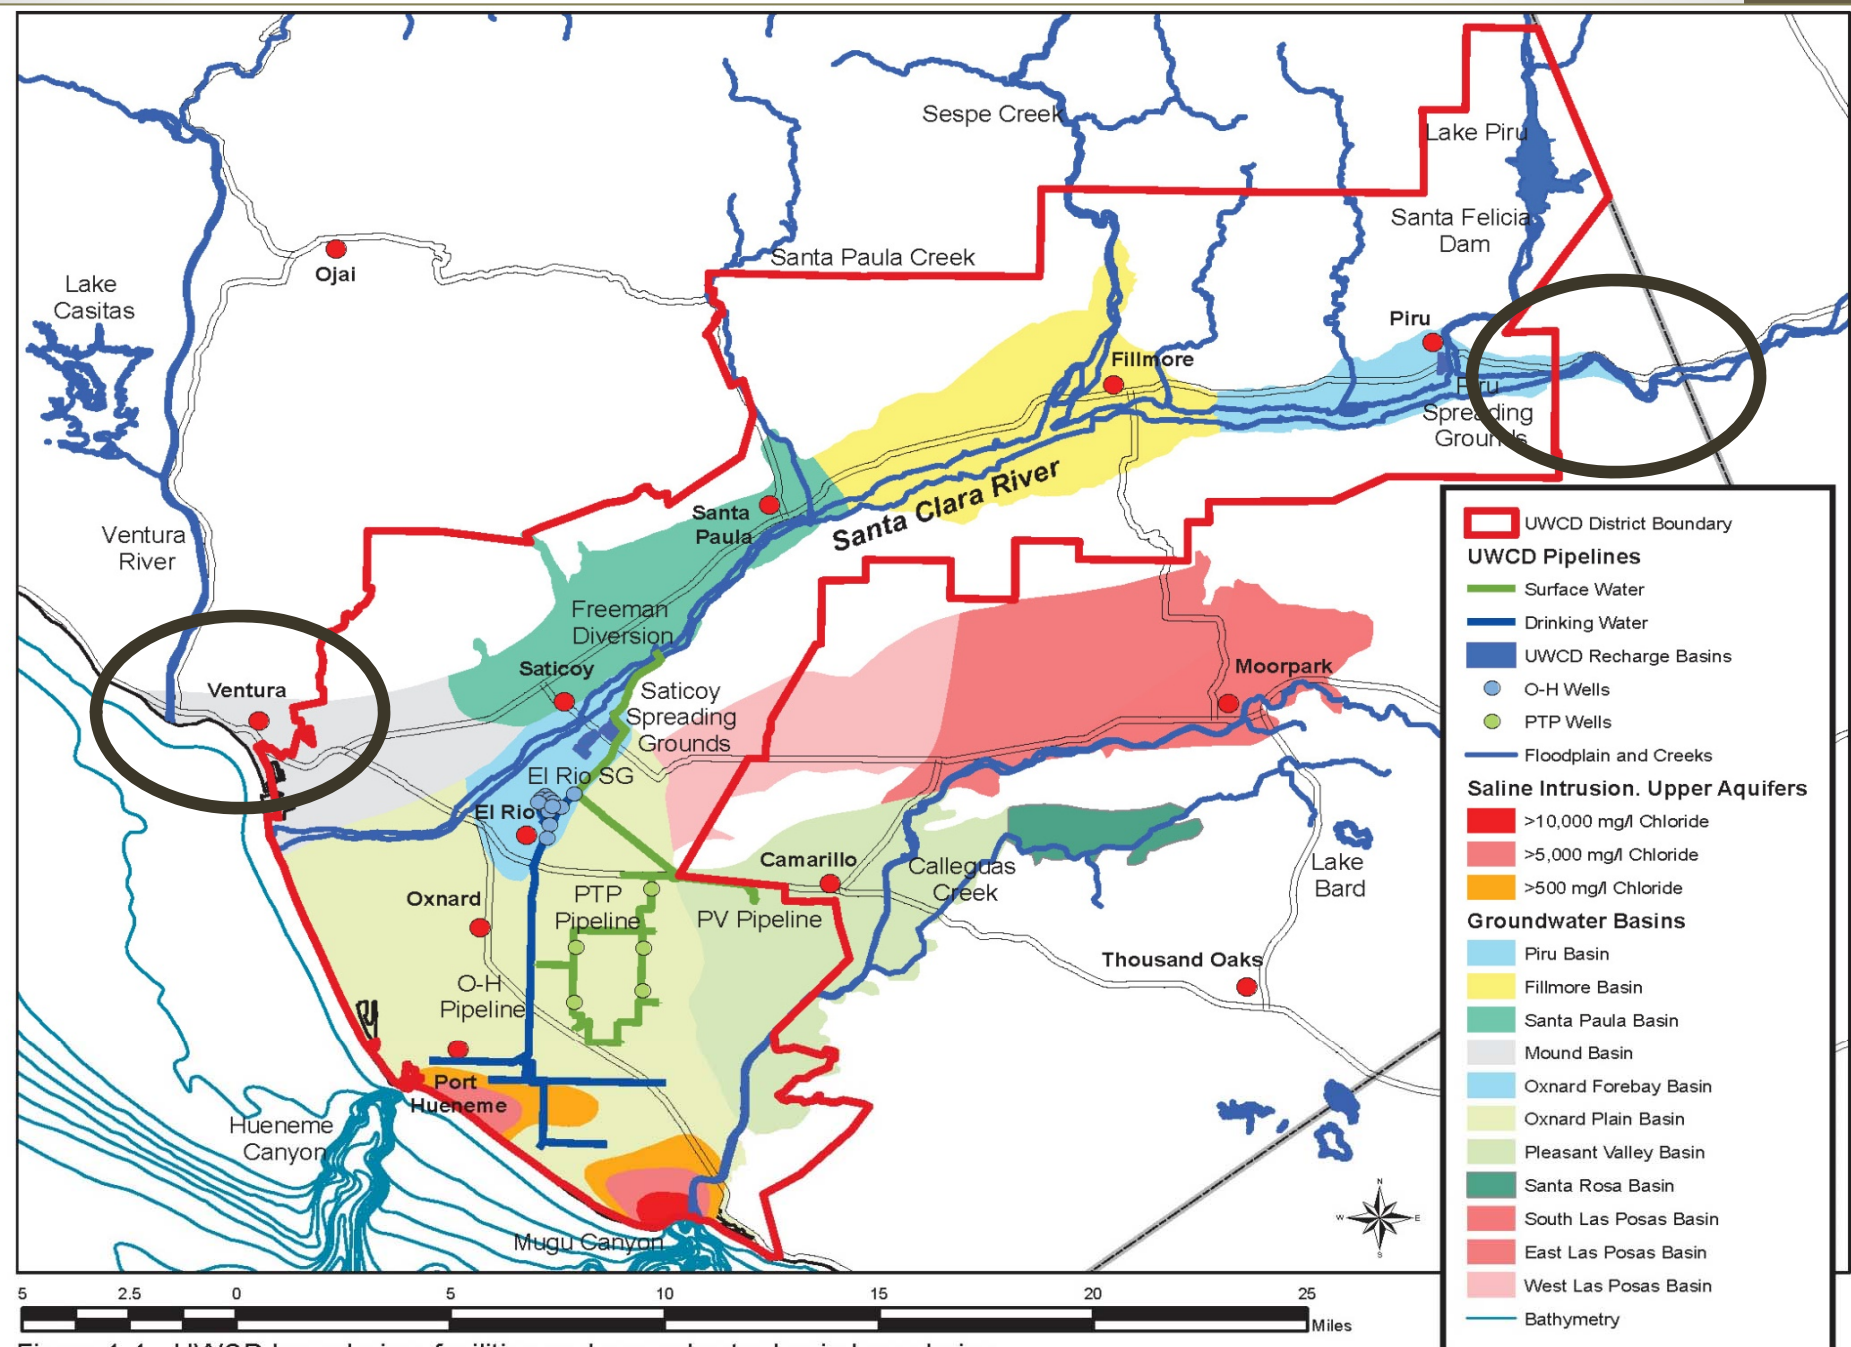 Sespe Creek
Lake Piru
Santa Felicia
Dam
Santa Paula Creek
Ojai
Lake
Casitas
Piru
Fillmore
Piru
Spreading
Grounds
Santa Clara River
Santa
Paula
Ventura
River
Freeman
Diversion
Saticoy
Ventura
Saticoy
Spreading
Grounds
Moorpark
El Rio SG
El Rio
Camarillo
Calleguas
Creek
Lake
Bard
Oxnard
PTP
Pipeline
PV Pipeline
Thousand Oaks
O-H
Pipeline
Port
Hueneme
Hueneme
Canyon
Mugu Canyon
N
W
E
S
UWCD District Boundary
UWCD Pipelines
Surface Water
Drinking Water
UWCD Recharge Basins
O-H Wells
PTP Wells
Floodplain and Creeks
Saline Intrusion. Upper Aquifers
>10,000 mg/l Chloride
>5,000 mg/l Chloride
>500 mg/l Chloride
Groundwater Basins
Piru Basin
Fillmore Basin
Santa Paula Basin
Mound Basin
Oxnard Forebay Basin
Oxnard Plain Basin
Pleasant Valley Basin
Santa Rosa Basin
South Las Posas Basin
East Las Posas Basin
West Las Posas Basin
Bathymetry
5 2.5 0 5 10 15 20 25
Miles